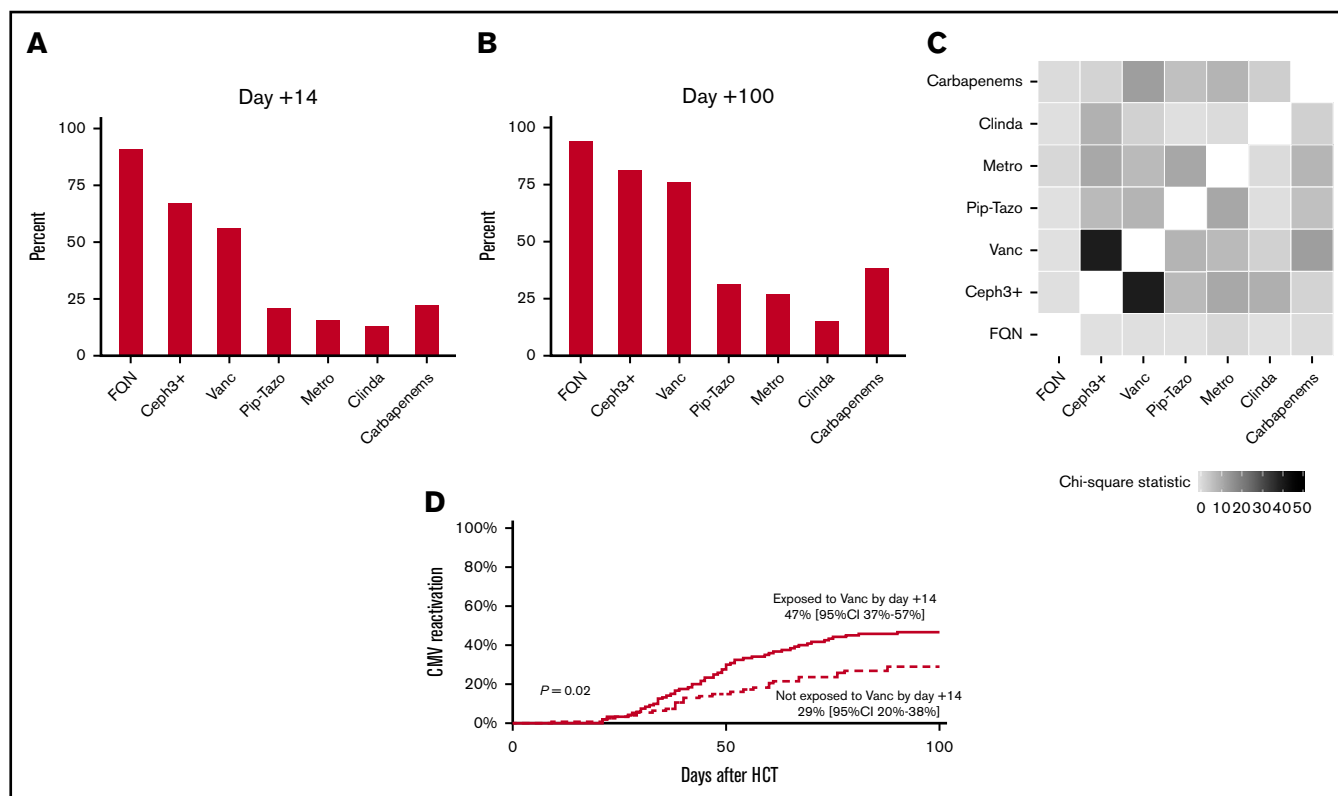 A
Day +14
Percent
100
75
50
25
0
FQN
Ceph3+
Vanc
Pip-Tazo
Metro
Clinda
Carbapenems
B
Day +100
Percent
100
75
50
25
0
FQN
Ceph3+
Vanc
Pip-Tazo
Metro
Clinda
Carbapenems
C
Carbapenems
Clinda
Metro
Pip-Tazo
Vanc
Ceph3+
FQN
FQN
Ceph3+
Vanc
Pip-Tazo
Metro
Clinda
Carbapenems
Chi-square statistic
0 10 20 30 40 50
D
CMV reactivation
100%
80%
60%
40%
20%
0%
Exposed to Vanc by day +14
47% [95%CI 37%-57%]
P = 0.02
Not exposed to Vanc by day +14
29% [95%CI 20%-38%]
0 50 100
Days after HCT